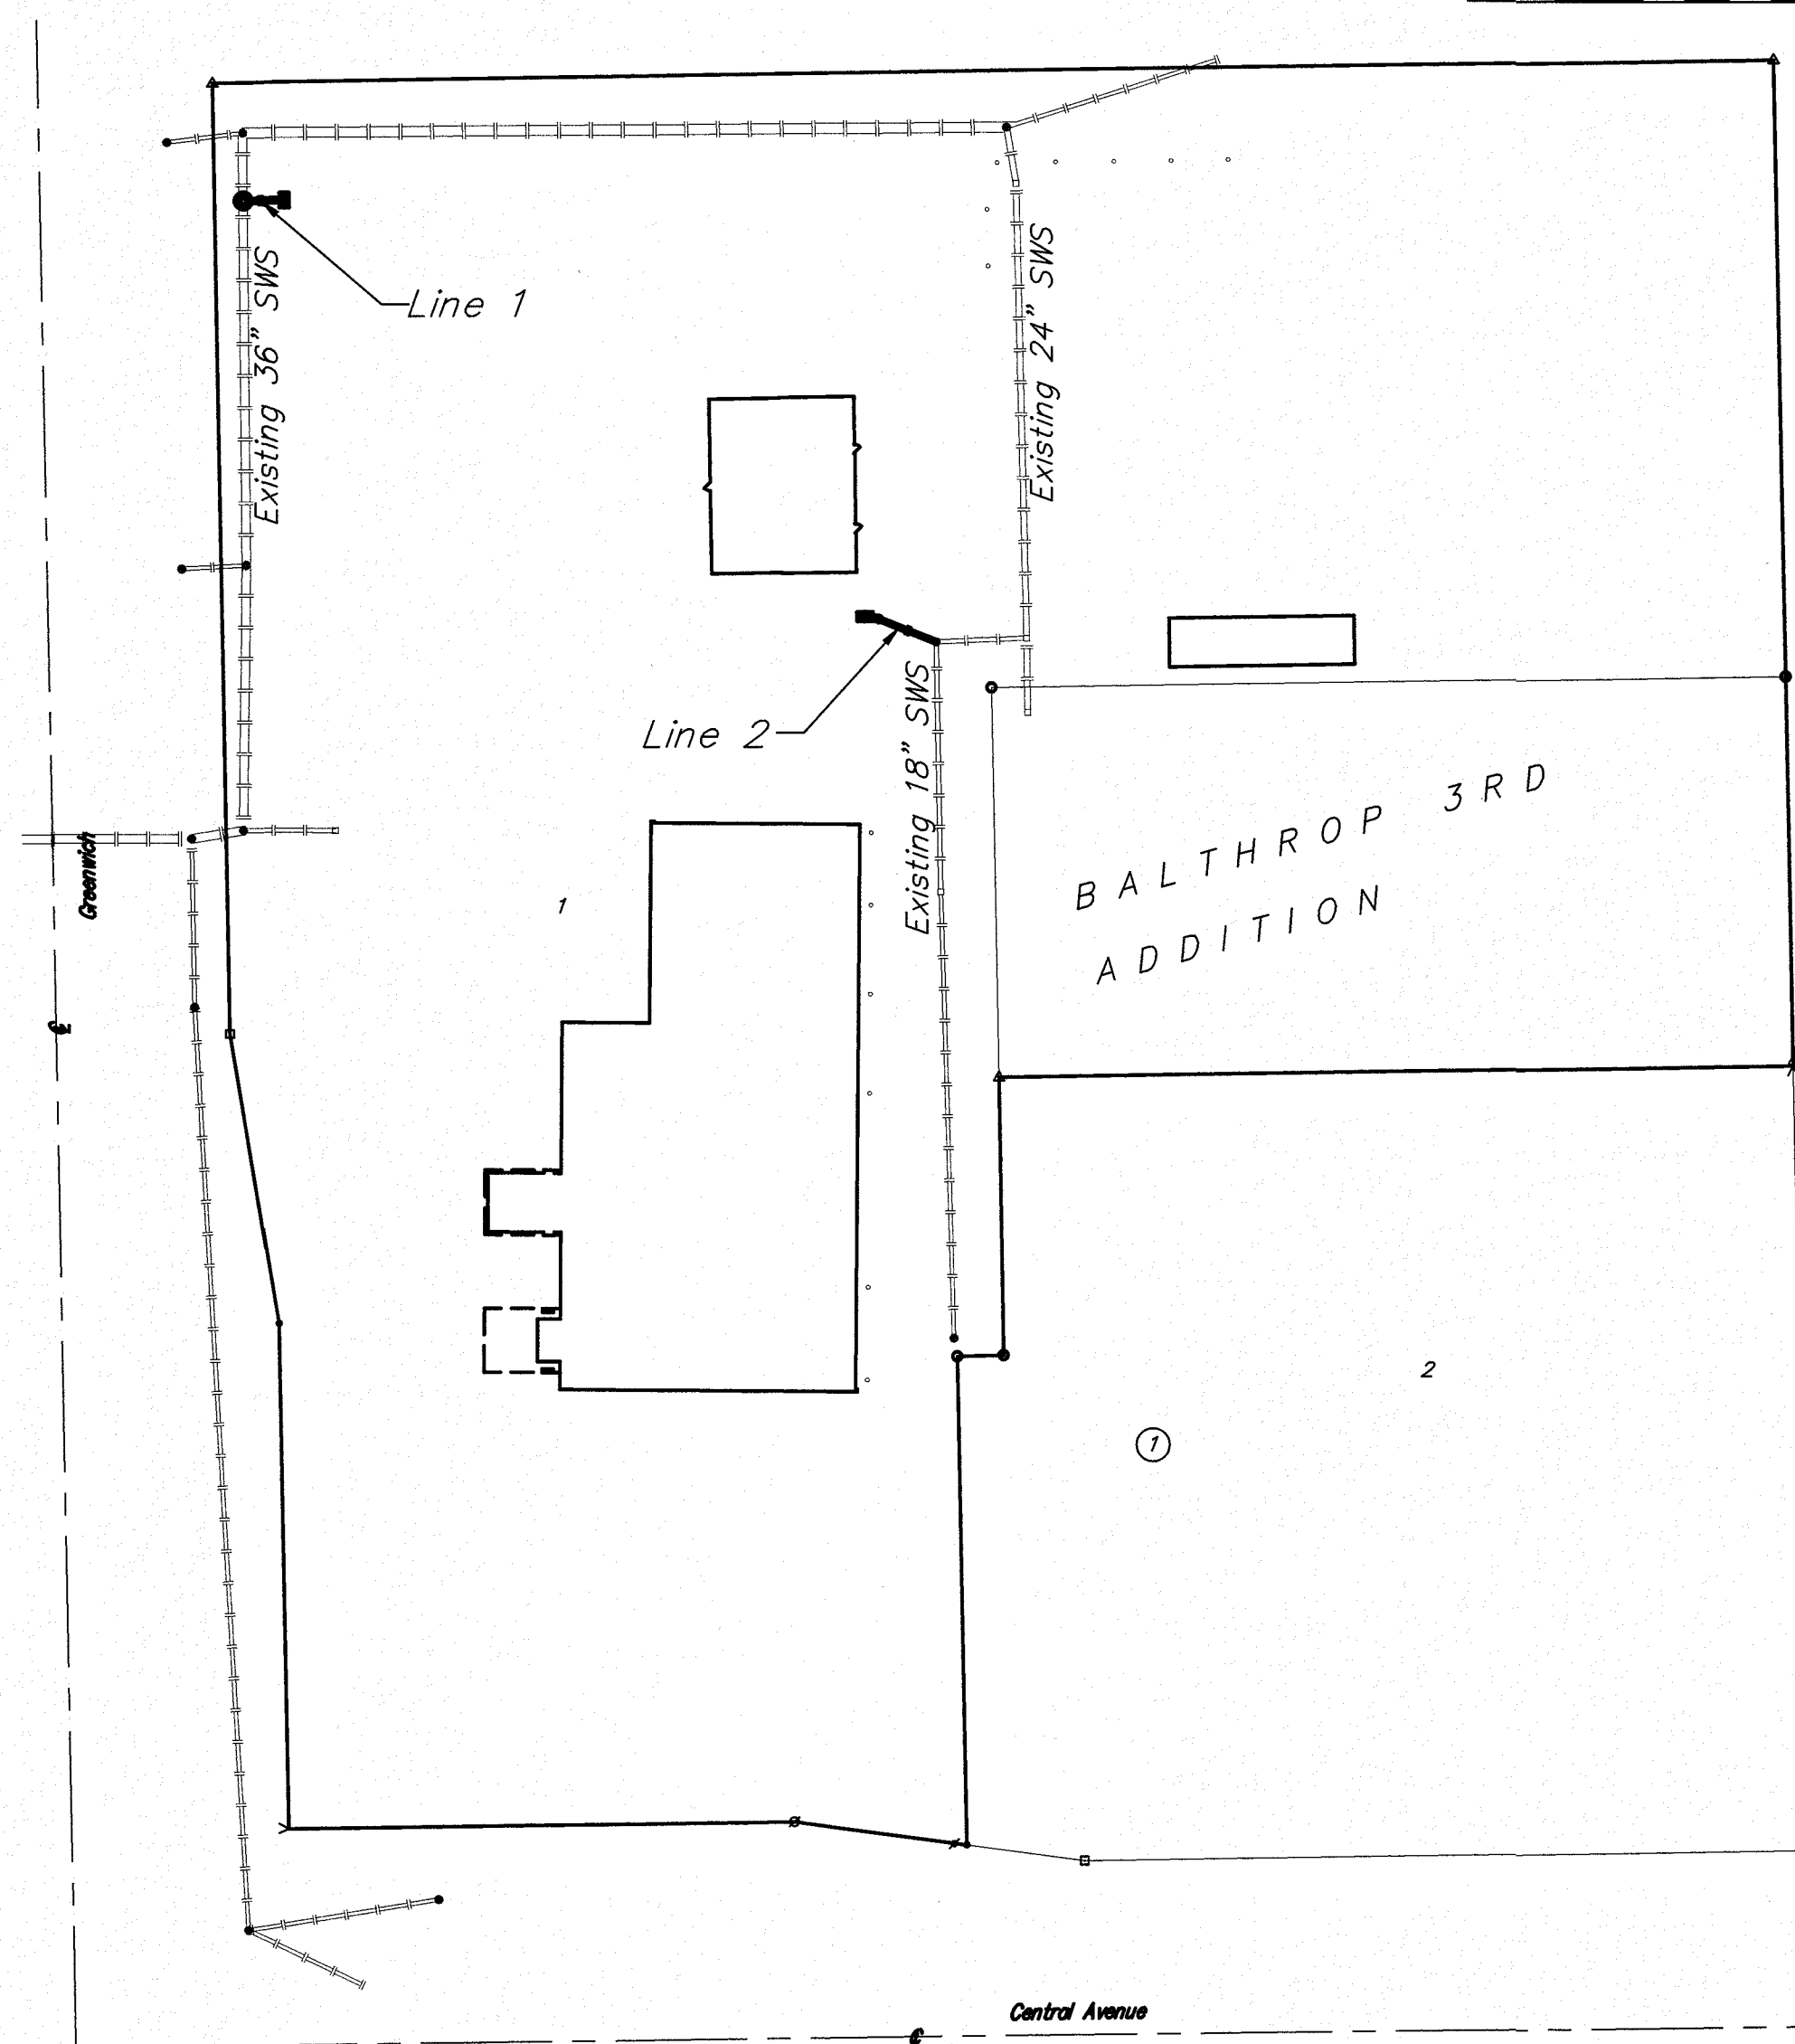 Existing 36" SWS
Line 1
Existing 24" SWS
Line 2
Existing 18" SWS
Greenwich
1
BALTHROP 3RD
ADDITION
℄
2
1
Central Avenue
℄